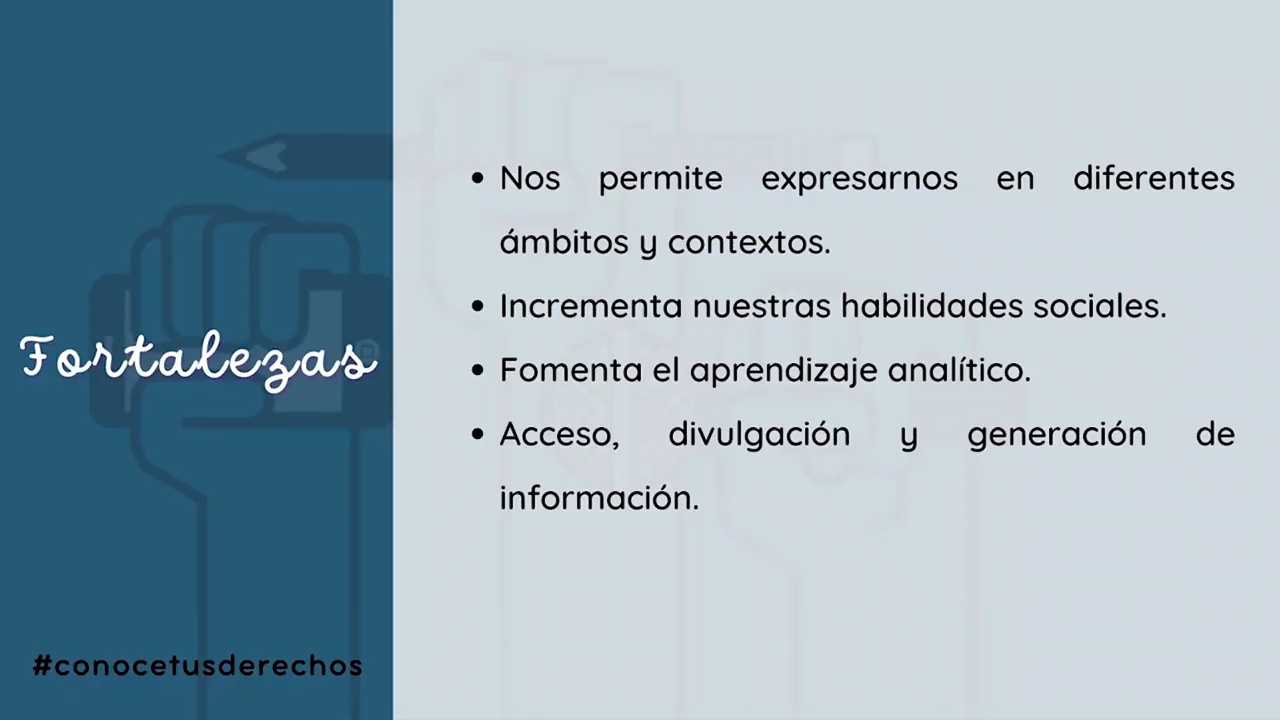 Fortalezas
#conocetusderechos
• Nos permite expresarnos en diferentes
ámbitos y contextos.
• Incrementa nuestras habilidades sociales.
• Fomenta el aprendizaje analítico.
• Acceso, divulgación y generación de
información.